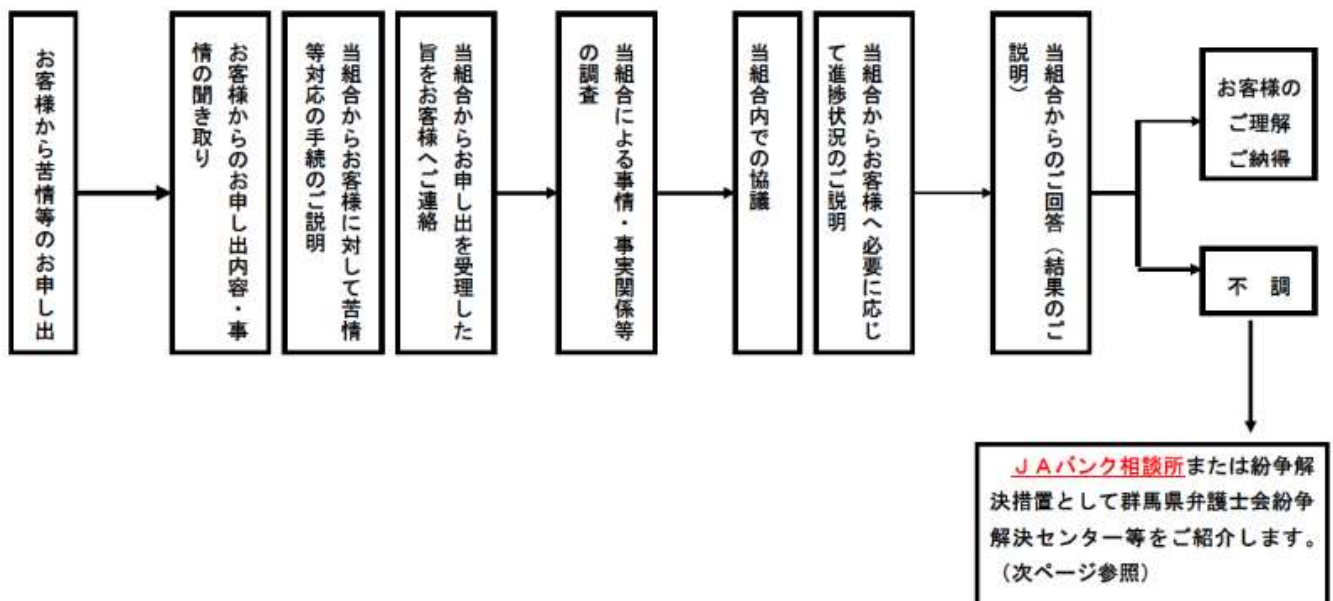 お客様から苦情等のお申し出
お客様からのお申し出内容・事
情の聞き取り
当組合からお客様に対して苦情
等対応の手続のご説明
当組合からお申し出を受理した
旨をお客様へご連絡
当組合による事情・事実関係等
の調査
当組合内での協議
当組合からお客様へ必要に応じ
て進捗状況のご説明
当組合からのご回答（結果のご
説明）
お客様の
ご理解
ご納得
不　調
ＪＡバンク相談所または紛争解
決措置として群馬県弁護士会紛争
解決センター等をご紹介します。
（次ページ参照）